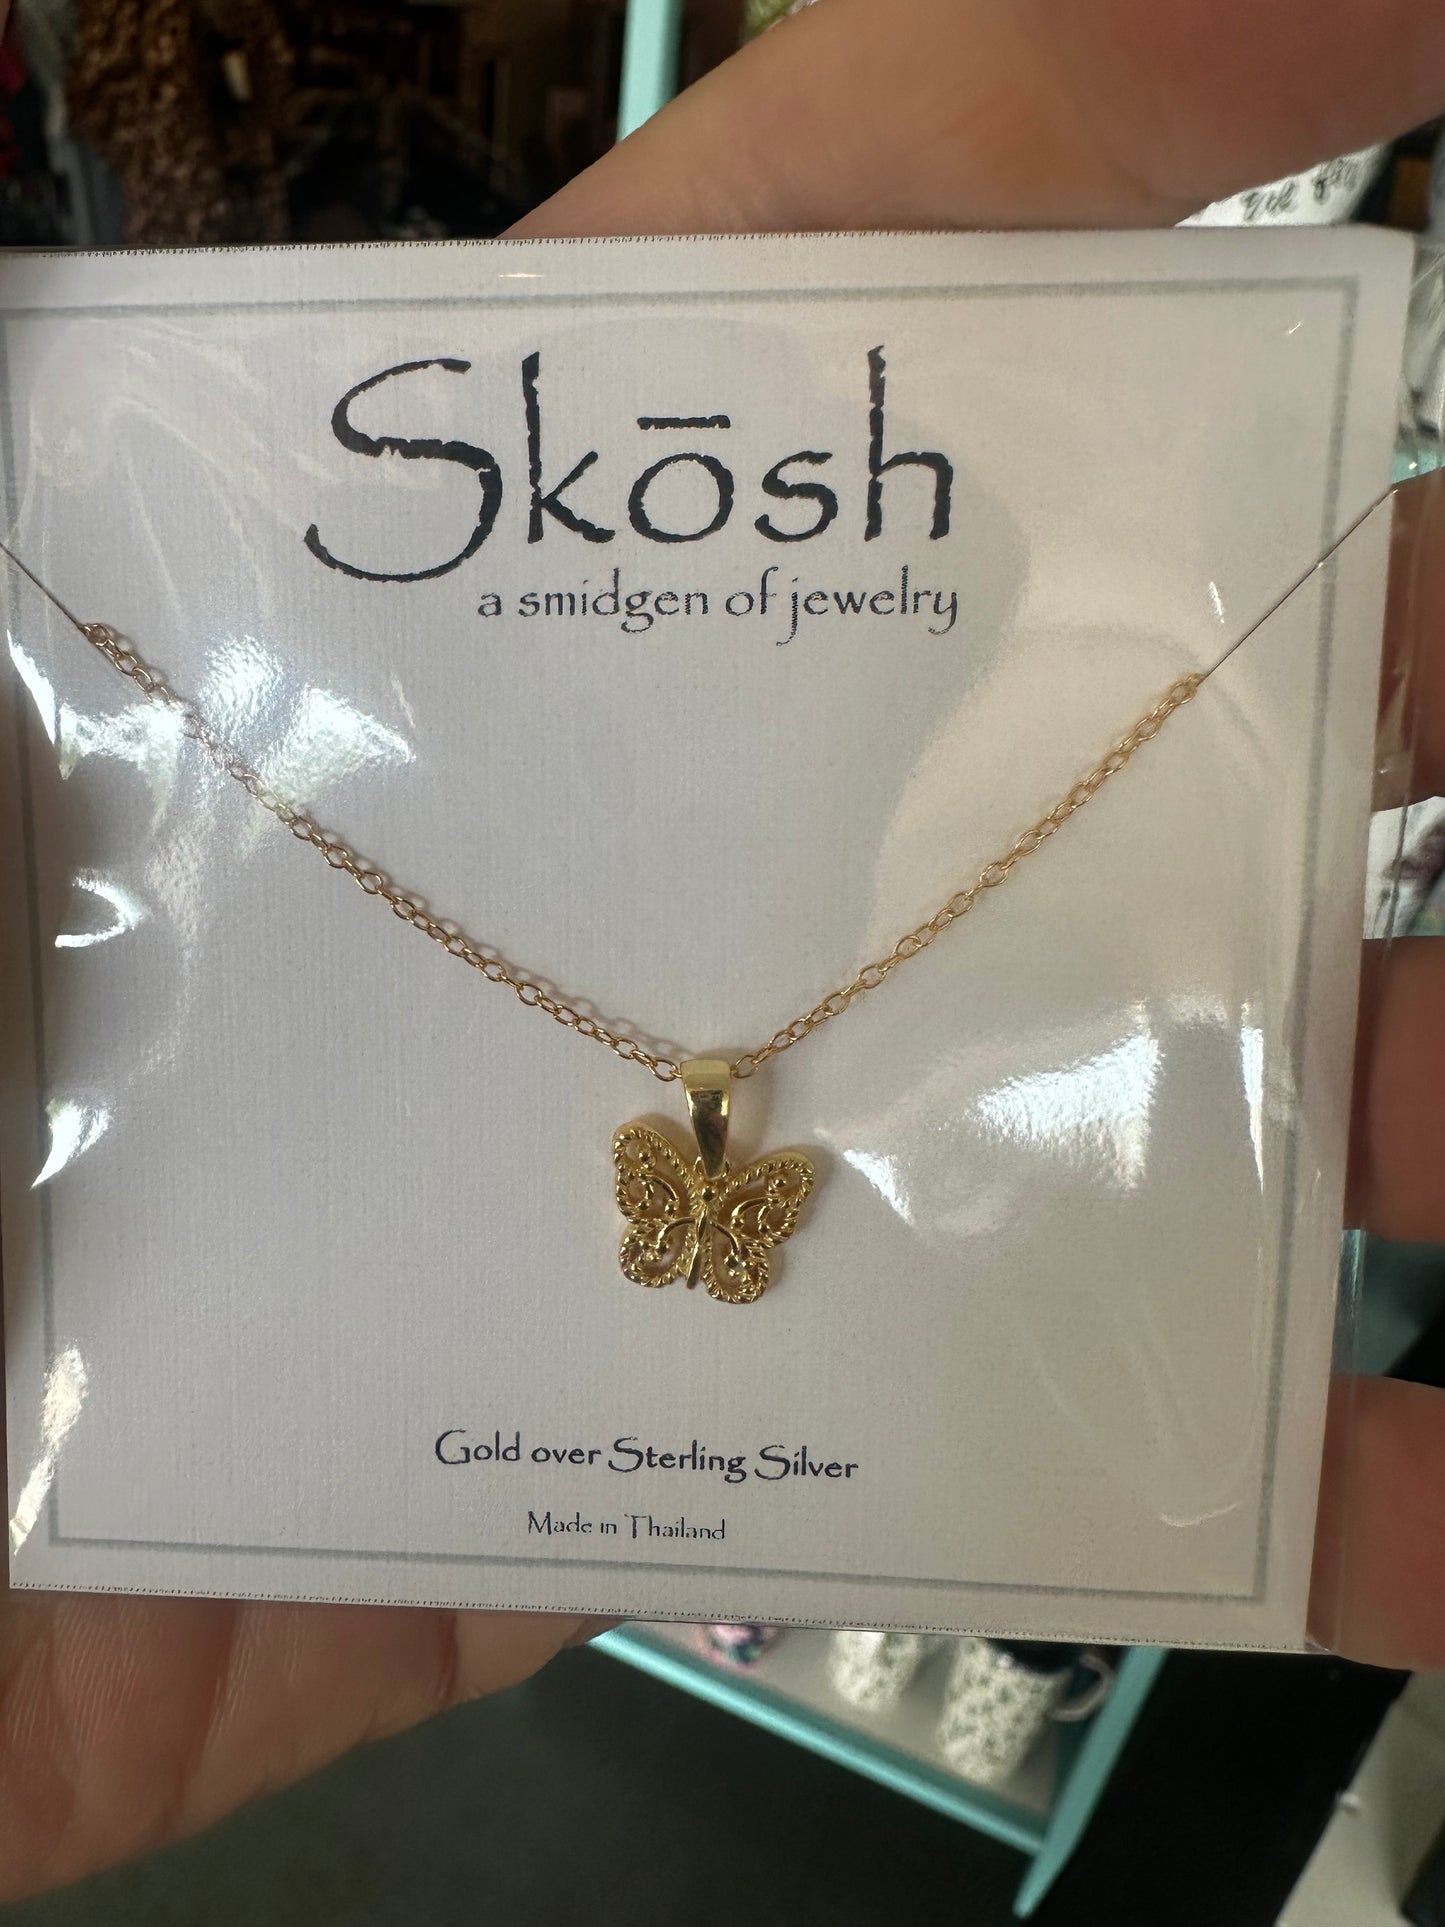 Skōsh
a smidgen of jewelry
Gold over Sterling Silver
Made in Thailand